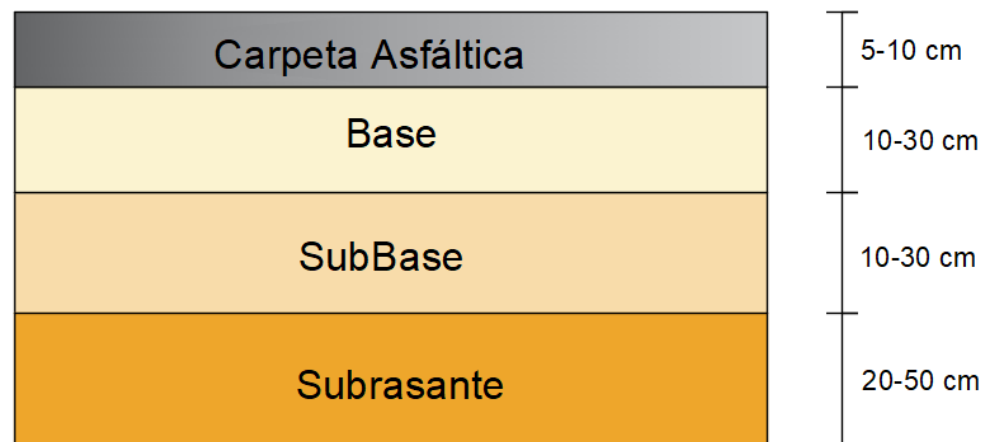 Carpeta Asfáltica
5-10 cm
Base
10-30 cm
SubBase
10-30 cm
Subrasante
20-50 cm